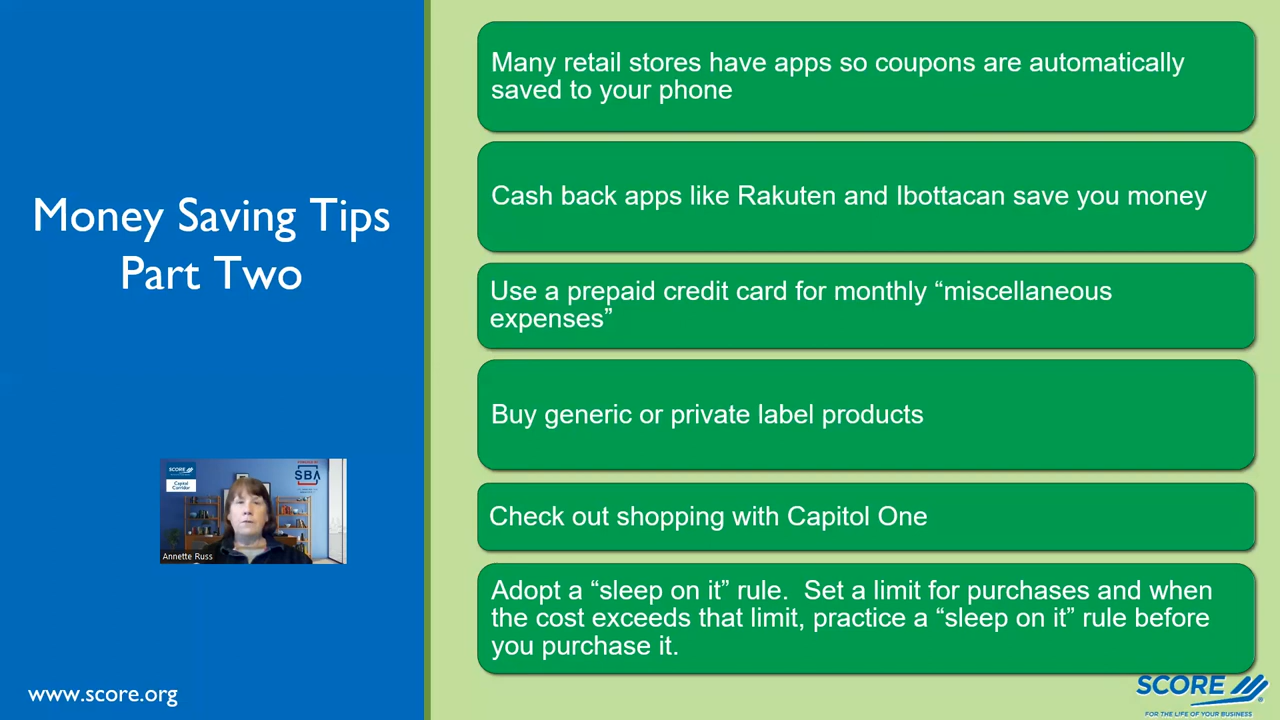 Money Saving Tips
Part Two
Many retail stores have apps so coupons are automatically
saved to your phone
Cash back apps like Rakuten and Ibottacan save you money
Use a prepaid credit card for monthly “miscellaneous
expenses”
Buy generic or private label products
Check out shopping with Capitol One
Adopt a “sleep on it” rule.  Set a limit for purchases and when
the cost exceeds that limit, practice a “sleep on it” rule before
you purchase it.
SCORE
Capitol
Corridor
SBA
Annette Russ
www.score.org
SCORE
FOR THE LIFE OF YOUR BUSINESS